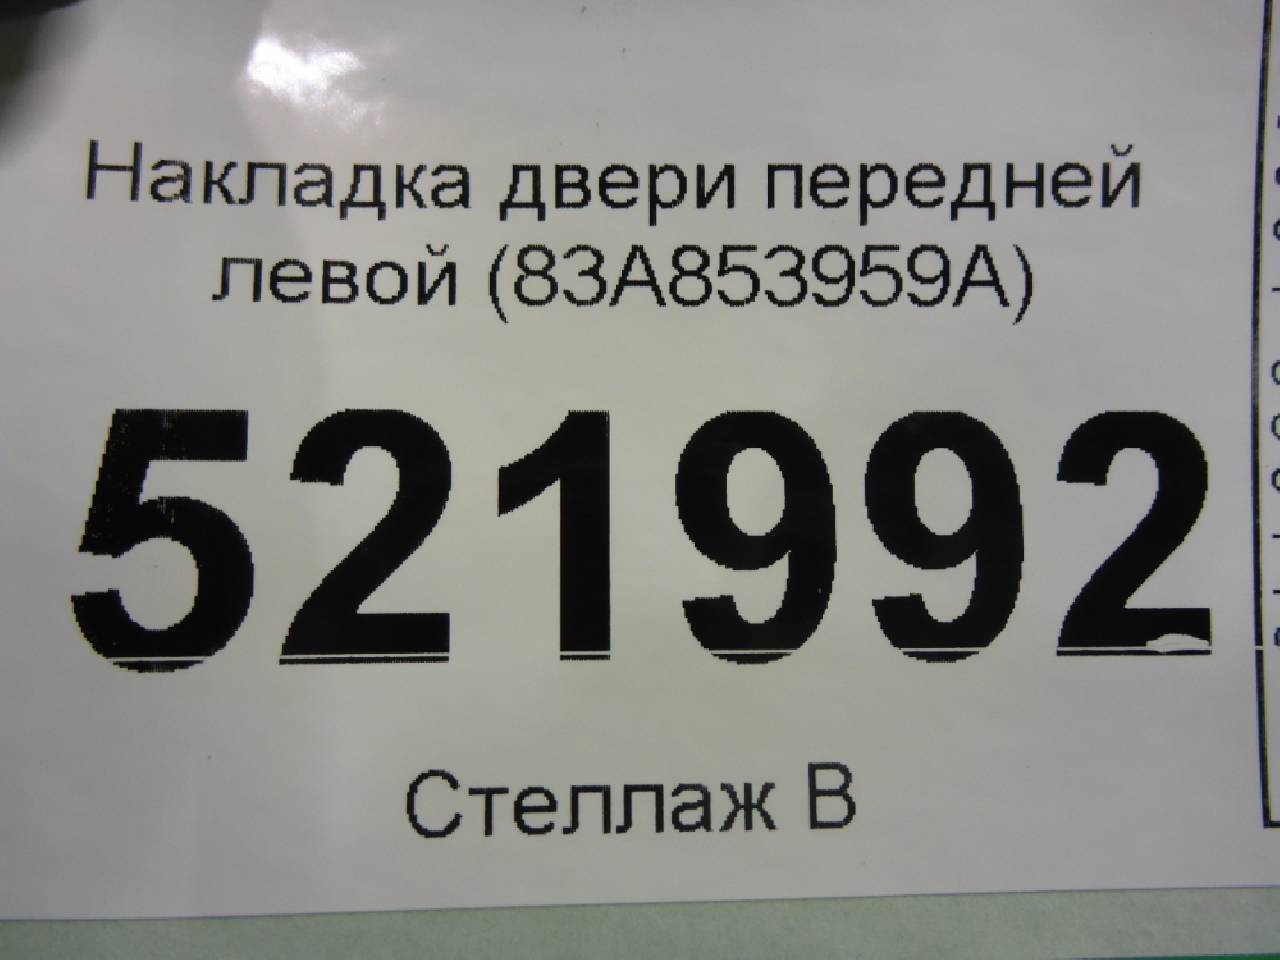 Накладка двери передней
левой (83A853959A)
521992
Стеллаж В